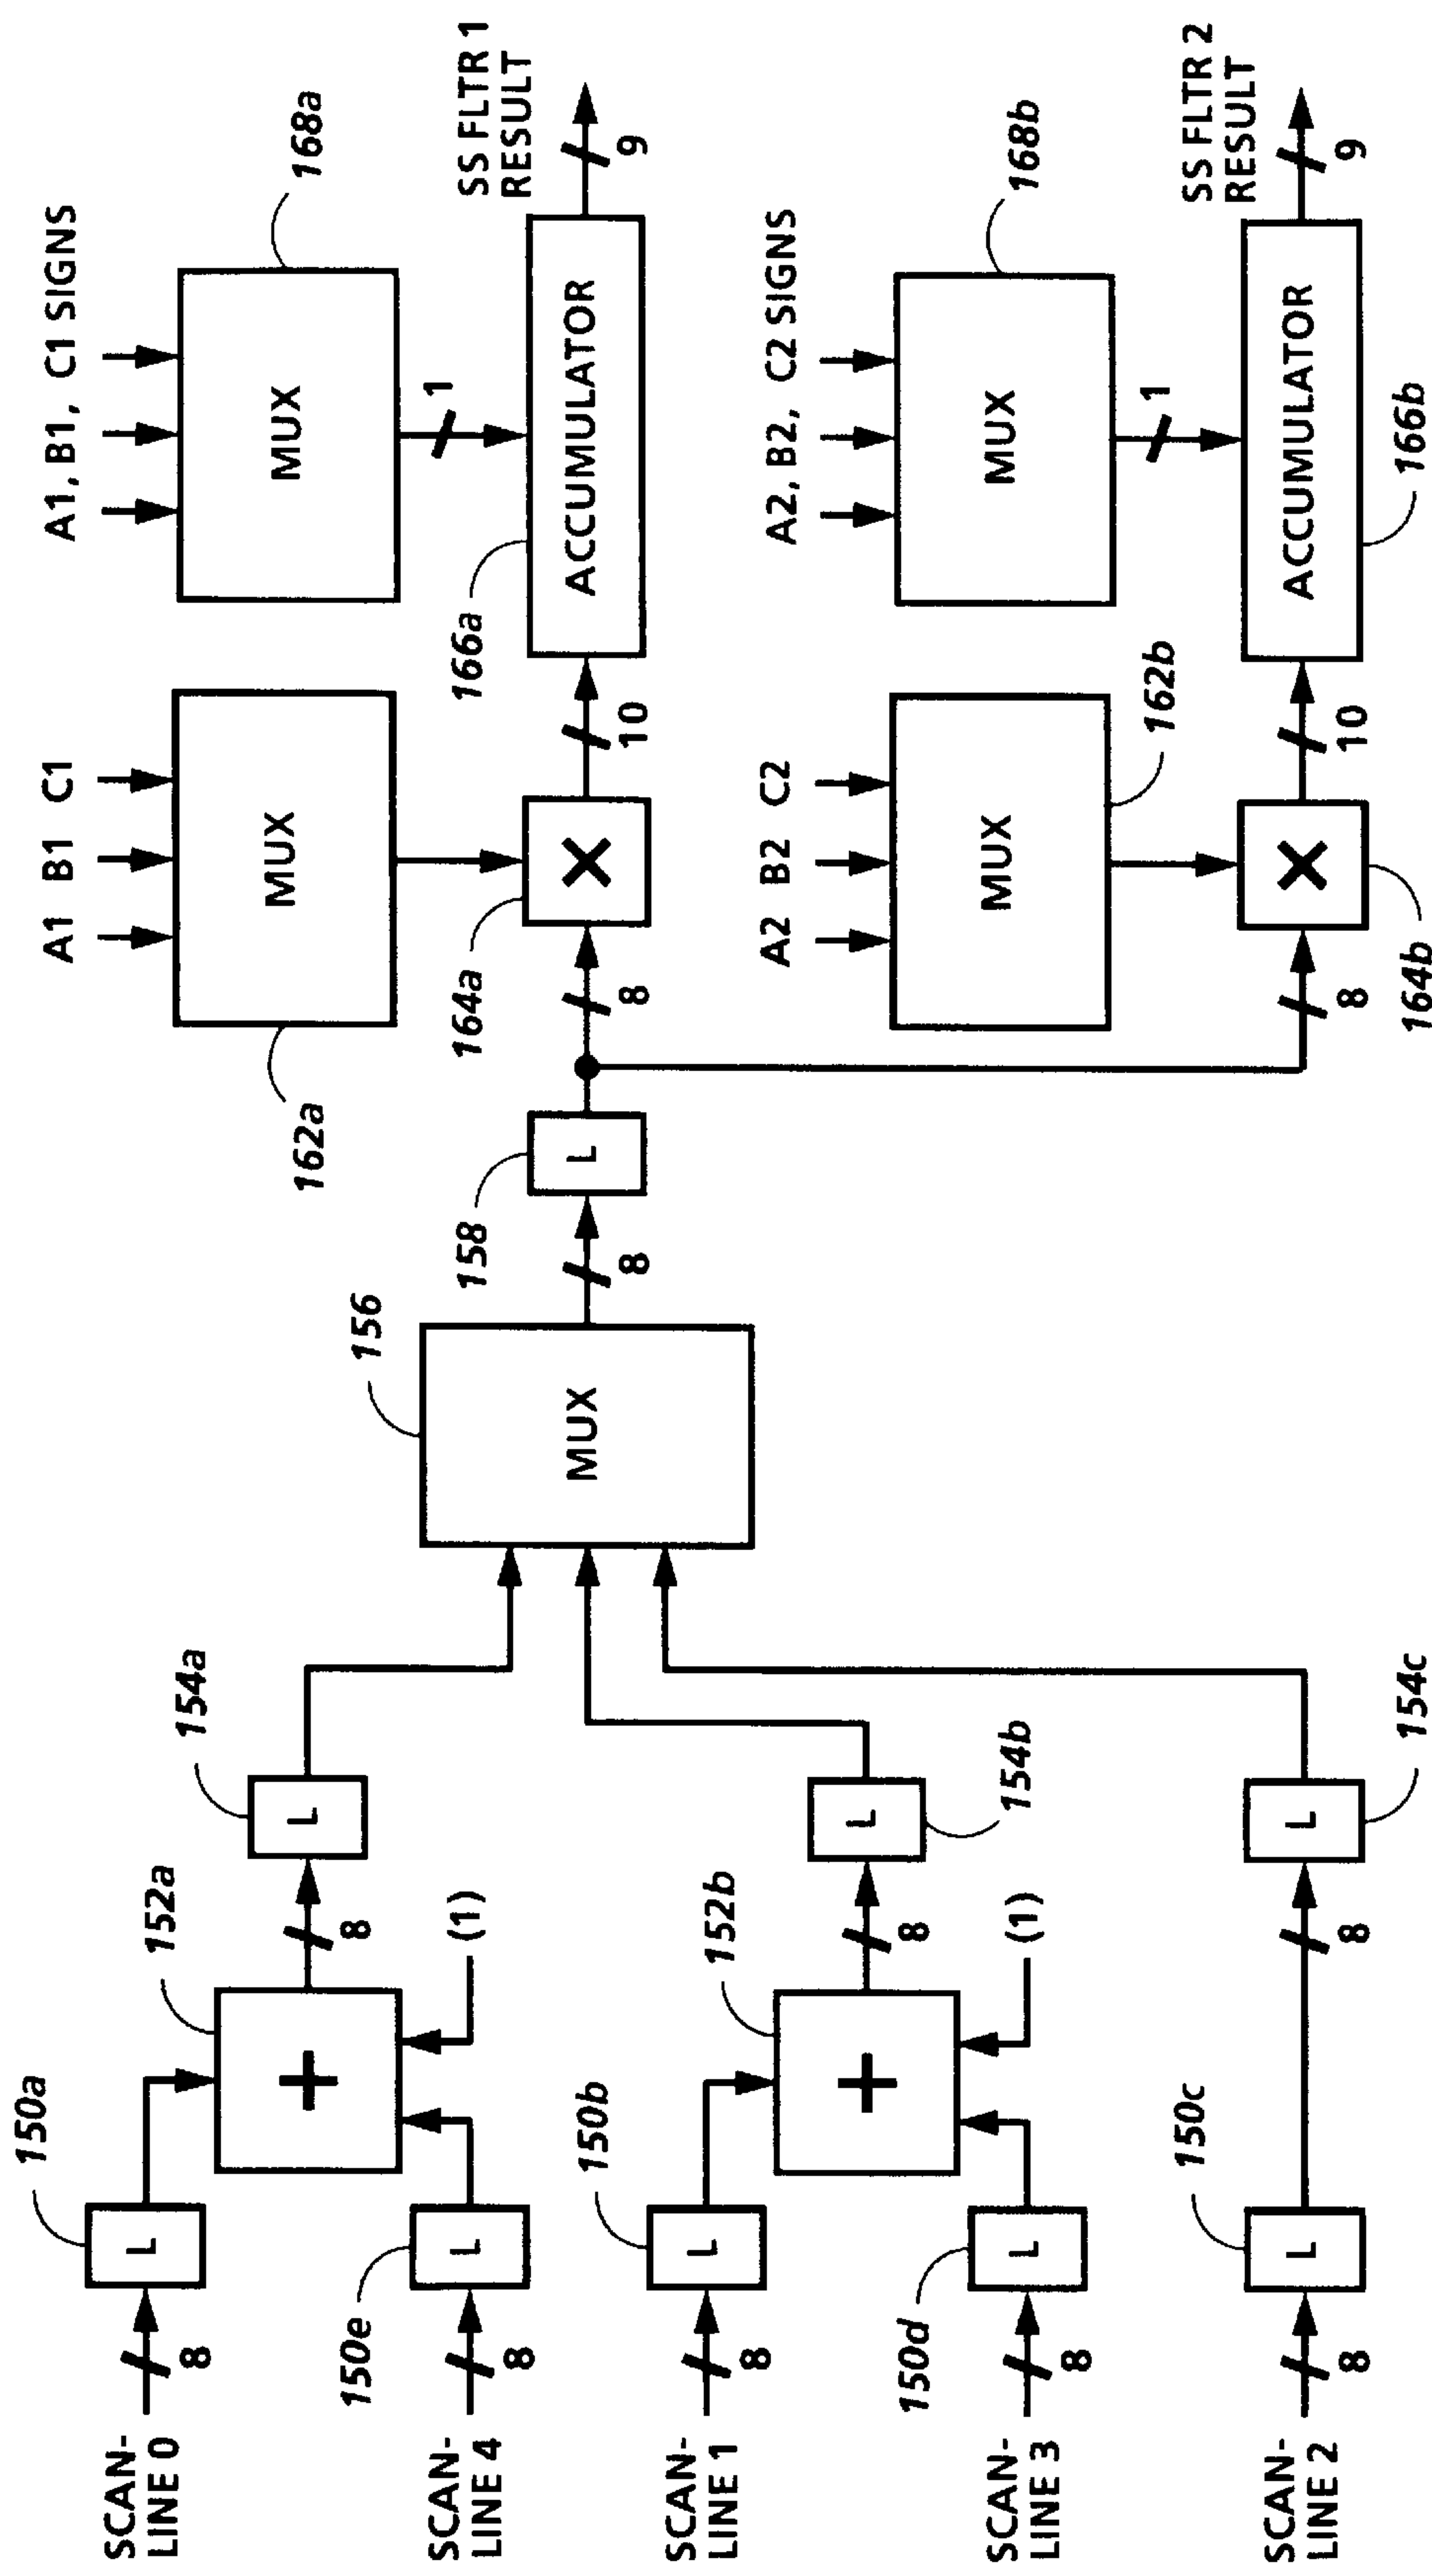 SCAN-
LINE 0
8
150a
L
SCAN-
LINE 4
8
150e
L
152a
+
(1)
8
154a
L
SCAN-
LINE 1
8
150b
L
SCAN-
LINE 3
8
150d
L
152b
+
(1)
8
154b
L
SCAN-
LINE 2
8
150c
L
8
154c
L
156
MUX
8
158
L
8
164a
X
162a
MUX
A1 B1 C1
10
166a
ACCUMULATOR
1
MUX
168a
A1, B1, C1 SIGNS
9
SS FLTR 1
RESULT
8
164b
X
162b
MUX
A2 B2 C2
10
166b
ACCUMULATOR
1
MUX
168b
A2, B2, C2 SIGNS
9
SS FLTR 2
RESULT